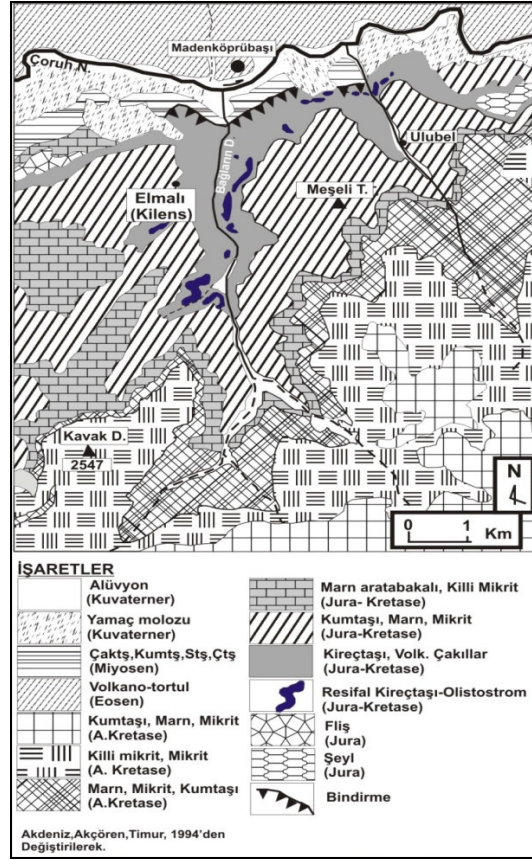 Çoruh N.
Madenköprübaşı
Ulubel
Bağların D.
Elmalı
(Kilens)
Meşeli T.
Kavak D.
2547
N
0 1
Km
İŞARETLER
Alüvyon
(Kuvaterner)
Yamaç molozu
(Kuvaterner)
Çaktş,Kumtş,Stş,Çtş
(Miyosen)
Volkano-tortul
(Eosen)
Kumtaşı, Marn, Mikrit
(A.Kretase)
Killi mikrit, Mikrit
(A. Kretase)
Marn, Mikrit, Kumtaşı
(A.Kretase)
Marn aratabakalı, Killi Mikrit
(Jura- Kretase)
Kumtaşı, Marn, Mikrit
(Jura-Kretase)
Kireçtaşı, Volk. Çakıllar
(Jura-Kretase)
Resifal Kireçtaşı-Olistostrom
(Jura-Kretase)
Fliş
(Jura)
Şeyl
(Jura)
Bindirme
Akdeniz,Akçören,Timur, 1994'den
Değiştirilerek.